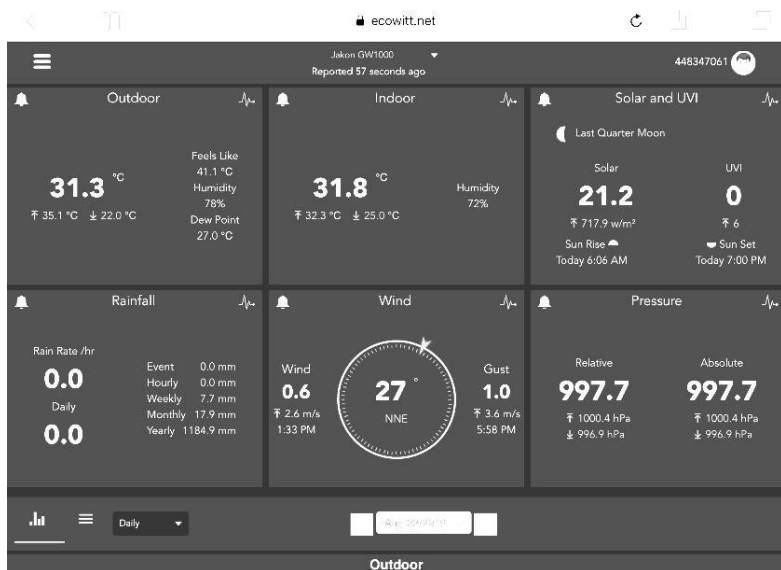 ecowitt.net
Jakon GW1000
Reported 57 seconds ago
448347061
Outdoor
31.3 °C
↑ 35.1 °C ↓ 22.0 °C
Feels Like
41.1 °C
Humidity
78%
Dew Point
27.0 °C
Indoor
31.8 °C
↑ 32.3 °C ↓ 25.0 °C
Humidity
72%
Solar and UVI
Last Quarter Moon
Solar
21.2
↑ 717.9 w/m²
UVI
0
↑ 6
Sun Rise
Today 6:06 AM
Sun Set
Today 7:00 PM
Rainfall
Rain Rate /hr
0.0
Daily
0.0
Event 0.0 mm
Hourly 0.0 mm
Weekly 7.7 mm
Monthly 17.9 mm
Yearly 1184.9 mm
Wind
Wind
0.6
↑ 2.6 m/s
1:33 PM
27 °
NNE
Gust
1.0
↑ 3.6 m/s
5:58 PM
Pressure
Relative
997.7
↑ 1000.4 hPa
↓ 996.9 hPa
Absolute
997.7
↑ 1000.4 hPa
↓ 996.9 hPa
Daily
Outdoor